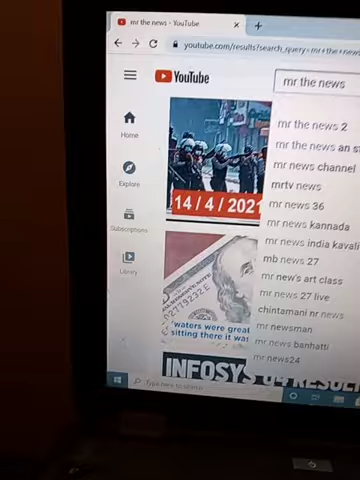 mr the news - YouTube
youtube.com/results?search_query=mr+the+news
YouTube
mr the news
mr the news 2
mr the news an
mr news channel
mrtv news
mr news 36
mr news kannada
mr news india kavali
mb news 27
mr new's art class
mr news 27 live
chintamani nr news
mr newsman
mr news banhatti
mr news24
Home
Explore
Subscriptions
Library
14/4/2021
'waters were great
sitting there it was
INFOSYS Q4 RESULT
Type here to search